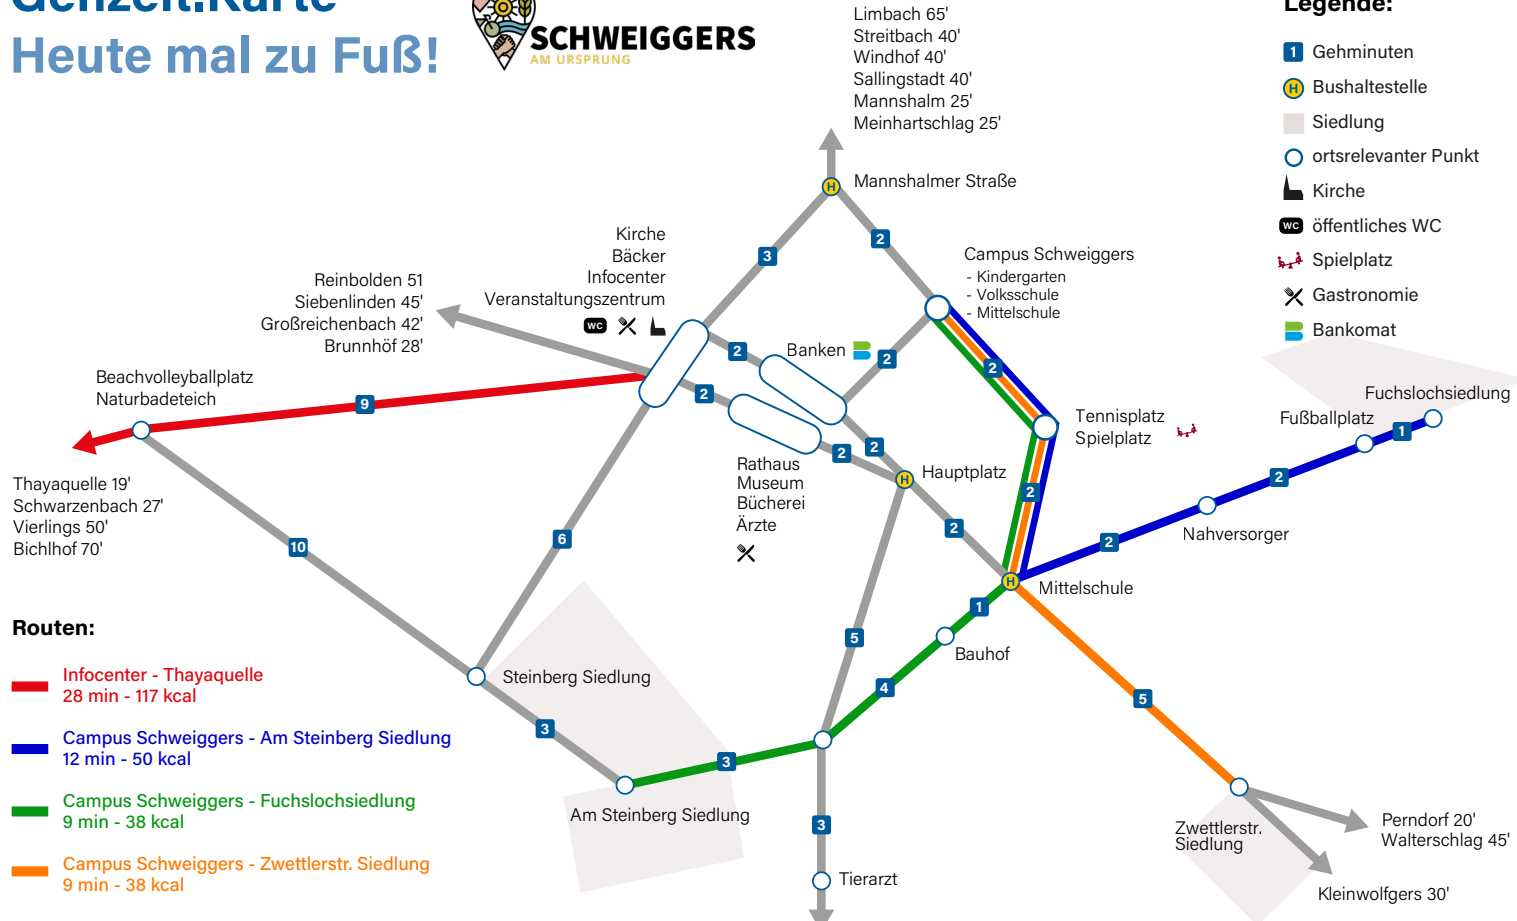 Gehzeit.Karte
Heute mal zu Fuß!
SCHWEIGGERS
AM URSPRUNG
Limbach 65'
Streitbach 40'
Windhof 40'
Sallingstadt 40'
Mannshalm 25'
Meinhartschlag 25'
Legende:
1 Gehminuten
H Bushaltestelle
Siedlung
ortsrelevanter Punkt
Kirche
WC öffentliches WC
Spielplatz
Gastronomie
Bankomat
H Mannshalmer Straße
3
2
Kirche
Bäcker
Infocenter
Veranstaltungszentrum
WC
Campus Schweiggers
- Kindergarten
- Volksschule
- Mittelschule
Reinbolden 51
Siebenlinden 45'
Großreichenbach 42'
Brunnhöf 28'
2
Banken
2
2
2
Beachvolleyballplatz
Naturbadeteich
9
Tennisplatz
Spielplatz
Fuchslochsiedlung
Fußballplatz
1
2
2
Rathaus
Museum
Bücherei
Ärzte
H Hauptplatz
2
2
2
Nahversorger
2
Thayaquelle 19'
Schwarzenbach 27'
Vierlings 50'
Bichlhof 70'
10
6
H Mittelschule
1
Bauhof
5
4
5
Steinberg Siedlung
3
3
Am Steinberg Siedlung
3
Tierarzt
Zwettlerstr.
Siedlung
Perndorf 20'
Walterschlag 45'
Kleinwolfgers 30'
Routen:
Infocenter - Thayaquelle
28 min - 117 kcal
Campus Schweiggers - Am Steinberg Siedlung
12 min - 50 kcal
Campus Schweiggers - Fuchslochsiedlung
9 min - 38 kcal
Campus Schweiggers - Zwettlerstr. Siedlung
9 min - 38 kcal